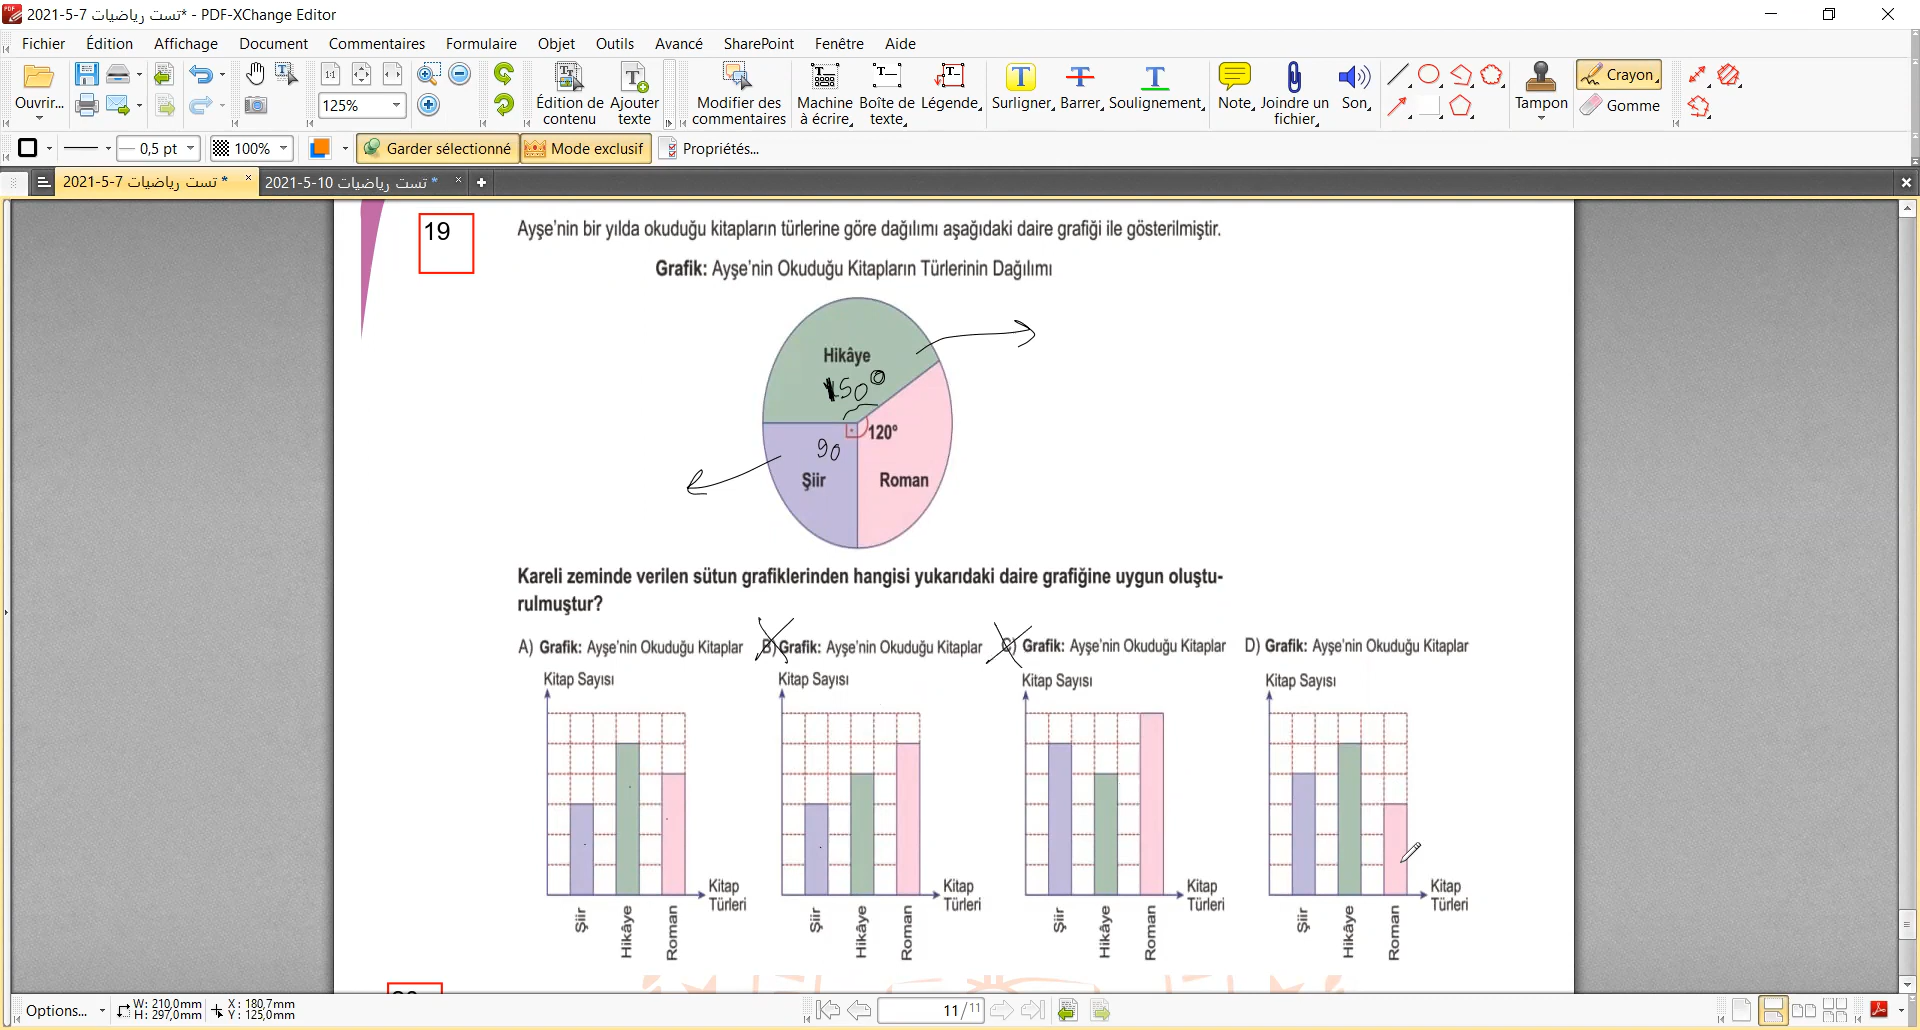 2021-5-7 تست رياضيات* - PDF-XChange Editor
Fichier Édition Affichage Document Commentaires Formulaire Objet Outils Avancé SharePoint Fenêtre Aide
Ouvrir... 125% Édition de contenu Ajouter texte Modifier des commentaires Machine à écrire Boîte de texte Légende Surligner Barrer Soulignement Note Joindre un fichier Son Tampon Crayon Gomme
0,5 pt 100% Garder sélectionné Mode exclusif Propriétés...
2021-5-7 تست رياضيات * 2021-5-10 تست رياضيات *
19
Ayşe'nin bir yılda okuduğu kitapların türlerine göre dağılımı aşağıdaki daire grafiği ile gösterilmiştir.
Grafik: Ayşe'nin Okuduğu Kitapların Türlerinin Dağılımı
Hikâye
150°
120°
90
Şiir Roman
Kareli zeminde verilen sütun grafiklerinden hangisi yukarıdaki daire grafiğine uygun oluştu-
rulmuştur?
A) Grafik: Ayşe'nin Okuduğu Kitaplar B) Grafik: Ayşe'nin Okuduğu Kitaplar C) Grafik: Ayşe'nin Okuduğu Kitaplar D) Grafik: Ayşe'nin Okuduğu Kitaplar
Kitap Sayısı Kitap Sayısı Kitap Sayısı Kitap Sayısı
Kitap Türleri Kitap Türleri Kitap Türleri Kitap Türleri
Şiir Hikâye Roman Şiir Hikâye Roman Şiir Hikâye Roman Şiir Hikâye Roman
Options... W: 210,0mm H: 297,0mm X: 180,7mm Y: 125,0mm 11/11